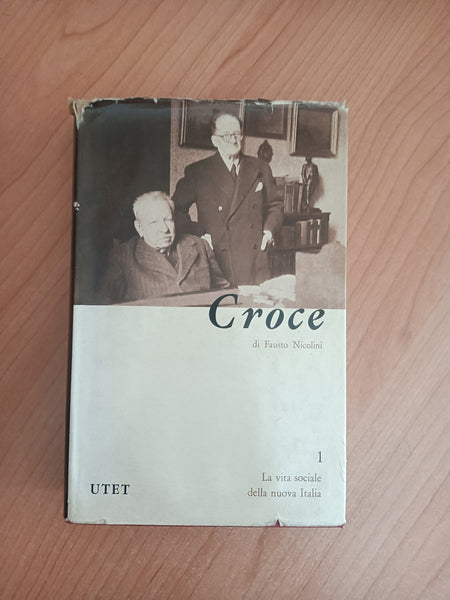 Croce
di Fausto Nicolini
1
La vita sociale
della nuova Italia
UTET